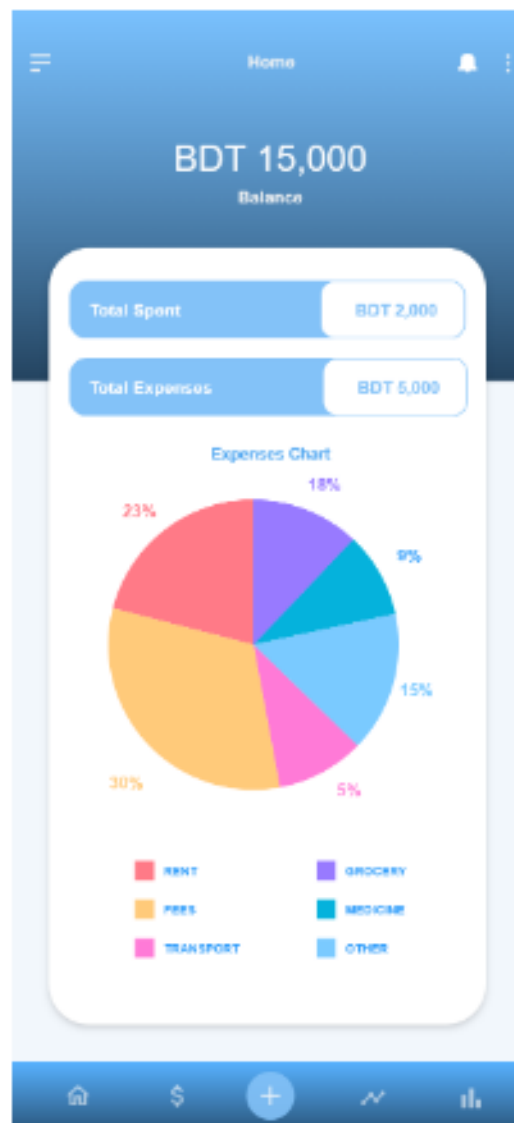 Home
BDT 15,000
Balance
Total Spent BDT 2,000
Total Expenses BDT 5,000
Expenses Chart
18%
23%
9%
15%
30%
5%
RENT GROCERY
FEES MEDICINE
TRANSPORT OTHER